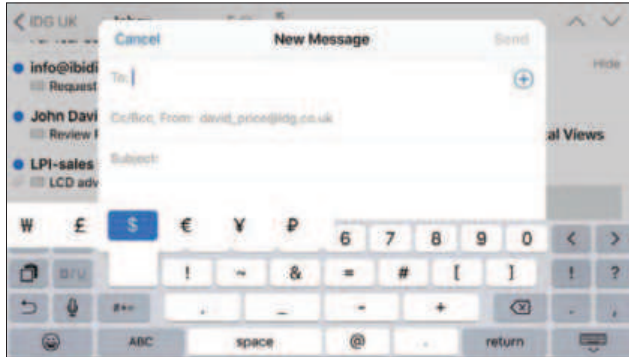 IDG UK
Cancel New Message Send
To:
Hide
info@ibidi
Request
John Davi
Cc/Bcc, From: david_price@idg.co.uk
Review
al Views
LPI-sales
Subject:
LCD adv
₩ £ $ € ¥ ₽ 6 7 8 9 0 < >
B I U ! ~ & = # [ ] ! ?
#+= . _ - + . ,
ABC space @ . return